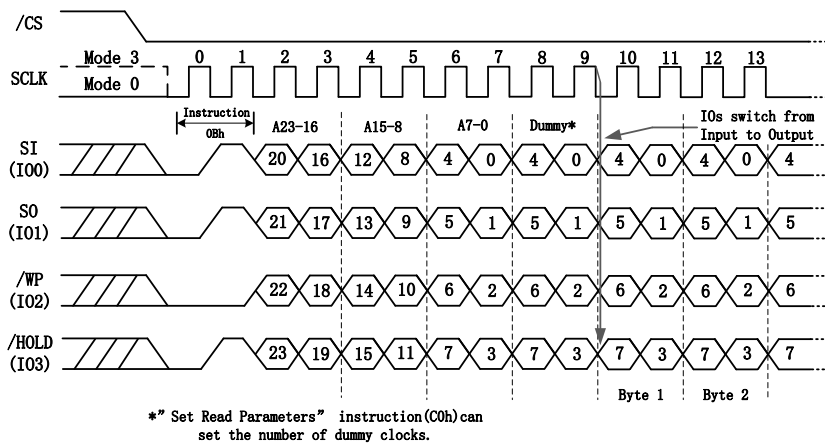 /CS
Mode 3 0 1 2 3 4 5 6 7 8 9 10 11 12 13
SCLK
Mode 0
Instruction
0Bh
A23-16 A15-8 A7-0 Dummy*
IOs switch from
Input to Output
SI
(IO0)
20 16 12 8 4 0 4 0 4 0 4 0 4
SO
(IO1)
21 17 13 9 5 1 5 1 5 1 5 1 5
/WP
(IO2)
22 18 14 10 6 2 6 2 6 2 6 2 6
/HOLD
(IO3)
23 19 15 11 7 3 7 3 7 3 7 3 7
Byte 1 Byte 2
*" Set Read Parameters" instruction(C0h)can
set the number of dummy clocks.